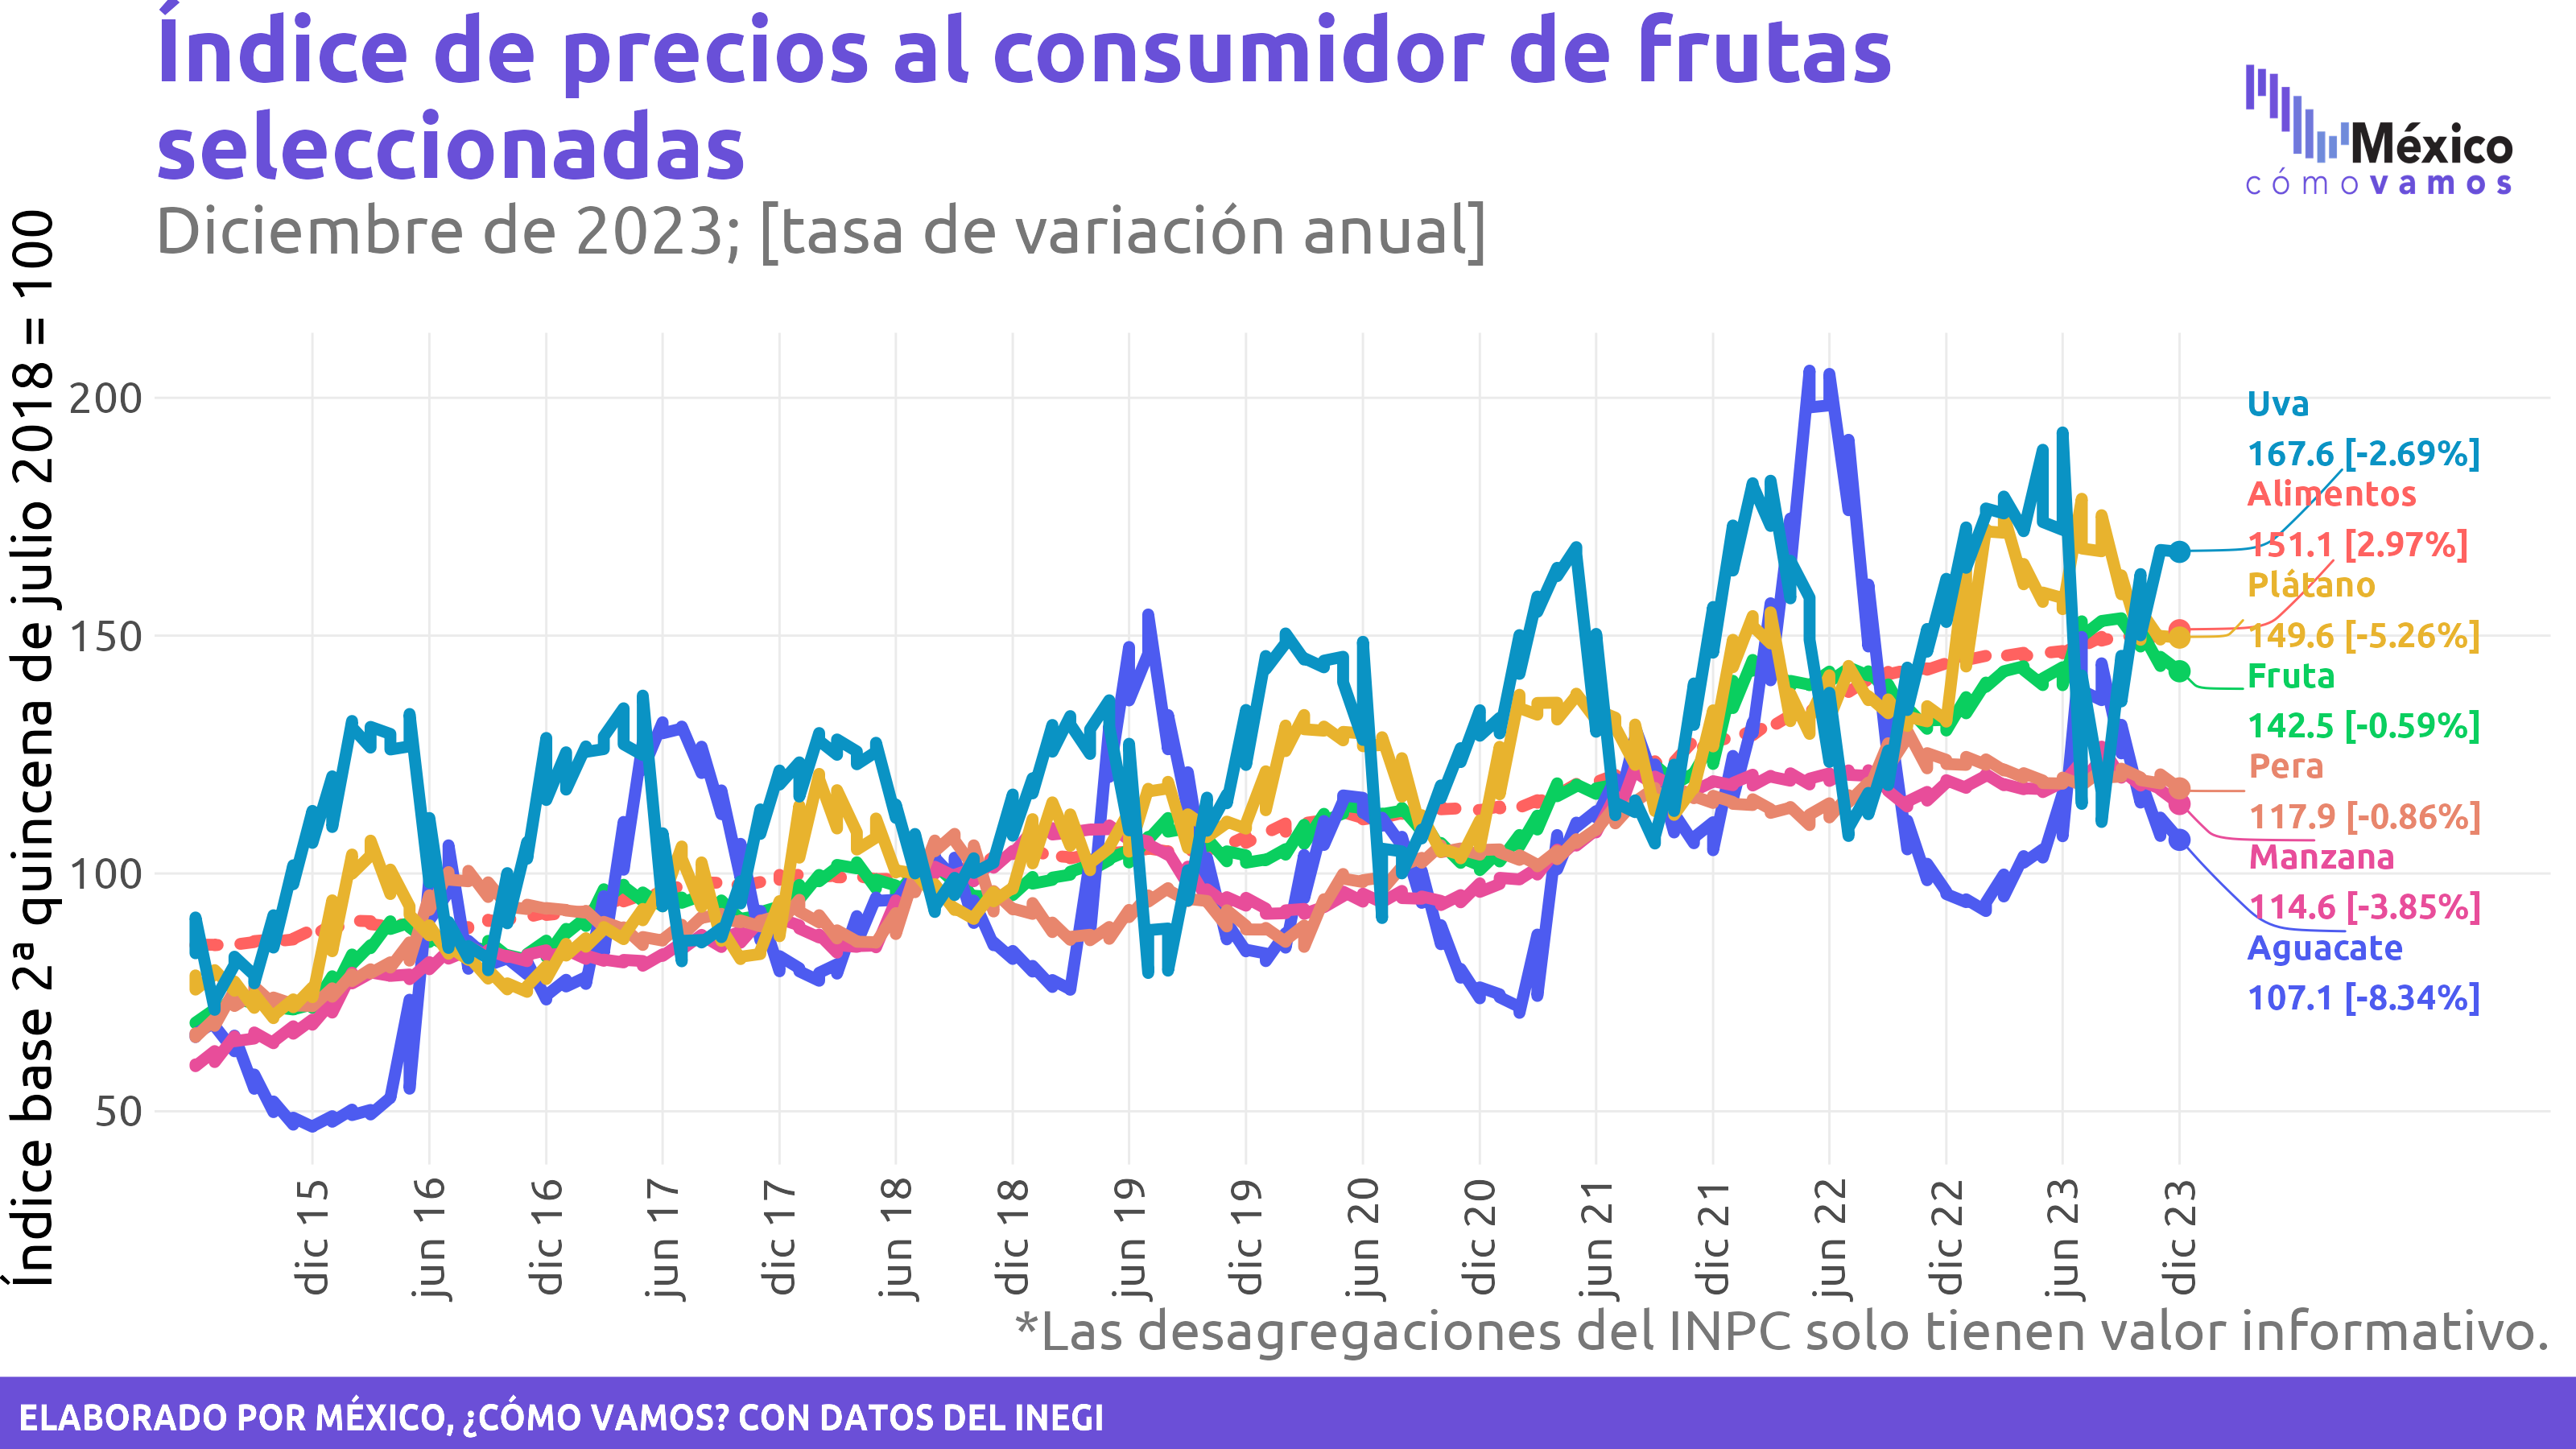 Índice de precios al consumidor de frutas
seleccionadas
Diciembre de 2023; [tasa de variación anual]
México
cómo vamos
Índice base 2ª quincena de julio 2018 = 100
200
150
100
50
Uva
167.6 [-2.69%]
Alimentos
151.1 [2.97%]
Plátano
149.6 [-5.26%]
Fruta
142.5 [-0.59%]
Pera
117.9 [-0.86%]
Manzana
114.6 [-3.85%]
Aguacate
107.1 [-8.34%]
dic 15
jun 16
dic 16
jun 17
dic 17
jun 18
dic 18
jun 19
dic 19
jun 20
dic 20
jun 21
dic 21
jun 22
dic 22
jun 23
dic 23
*Las desagregaciones del INPC solo tienen valor informativo.
ELABORADO POR MÉXICO, ¿CÓMO VAMOS? CON DATOS DEL INEGI